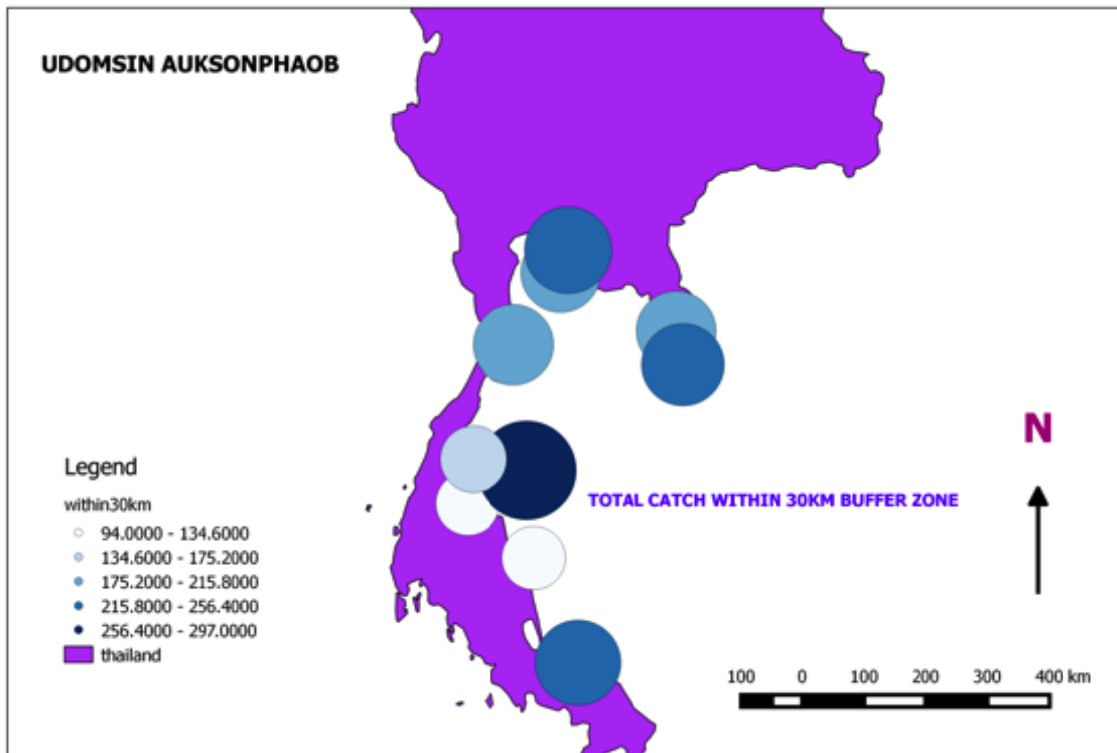 UDOMSIN AUKSONPHAOB
N
Legend
within30km
94.0000 - 134.6000
134.6000 - 175.2000
175.2000 - 215.8000
215.8000 - 256.4000
256.4000 - 297.0000
thailand
TOTAL CATCH WITHIN 30KM BUFFER ZONE
100 0 100 200 300 400 km